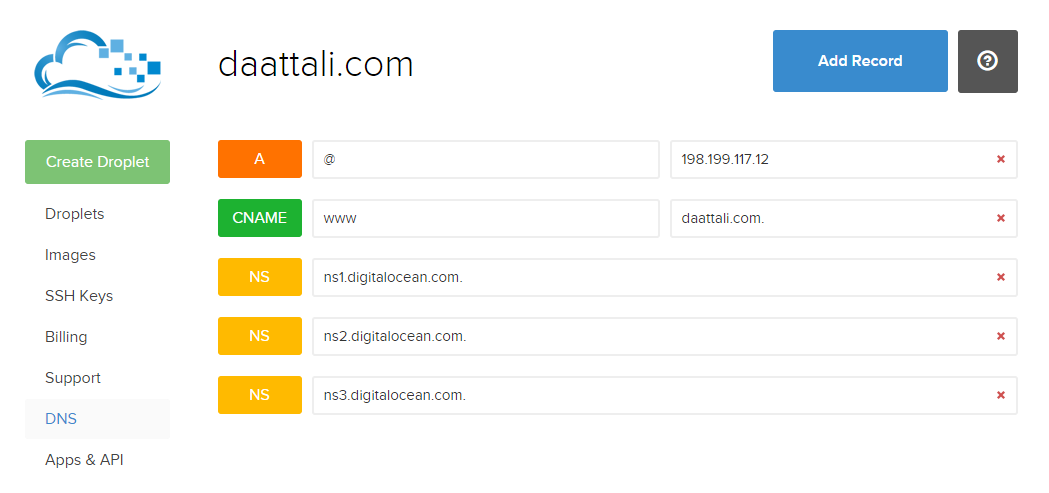 daattali.com
Add Record
?
Create Droplet
Droplets
Images
SSH Keys
Billing
Support
DNS
Apps & API
A @ 198.199.117.12 ×
CNAME www daattali.com. ×
NS ns1.digitalocean.com. ×
NS ns2.digitalocean.com. ×
NS ns3.digitalocean.com. ×